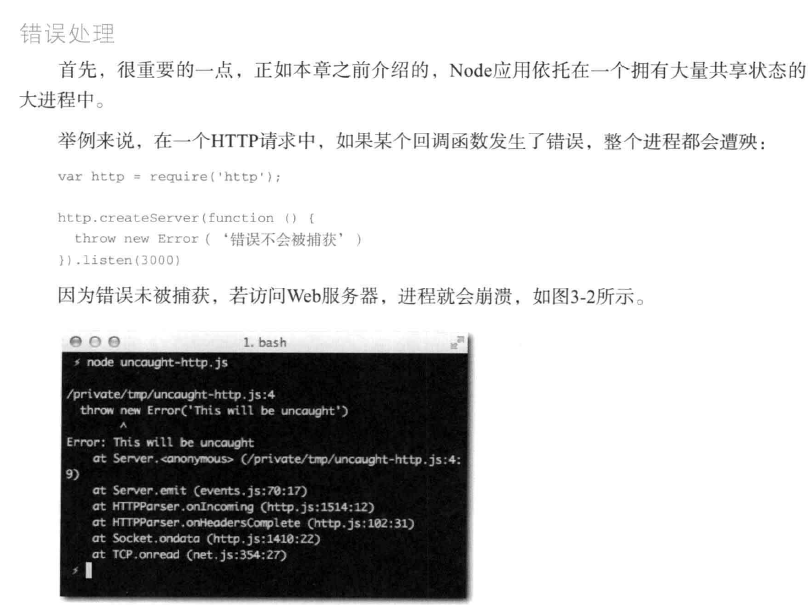 错误处理
首先，很重要的一点，正如本章之前介绍的，Node应用依托在一个拥有大量共享状态的
大进程中。
举例来说，在一个HTTP请求中，如果某个回调函数发生了错误，整个进程都会遭殃：
var http = require('http');
http.createServer(function () {
throw new Error（ ‘错误不会被捕获’ ）
}).listen(3000)
因为错误未被捕获，若访问Web服务器，进程就会崩溃，如图3-2所示。
1. bash
⚡ node uncaught-http.js
/private/tmp/uncaught-http.js:4
throw new Error('This will be uncaught')
^
Error: This will be uncaught
at Server.<anonymous> (/private/tmp/uncaught-http.js:4:
9)
at Server.emit (events.js:70:17)
at HTTPParser.onIncoming (http.js:1514:12)
at HTTPParser.onHeadersComplete (http.js:102:31)
at Socket.ondata (http.js:1410:22)
at TCP.onread (net.js:354:27)
⚡